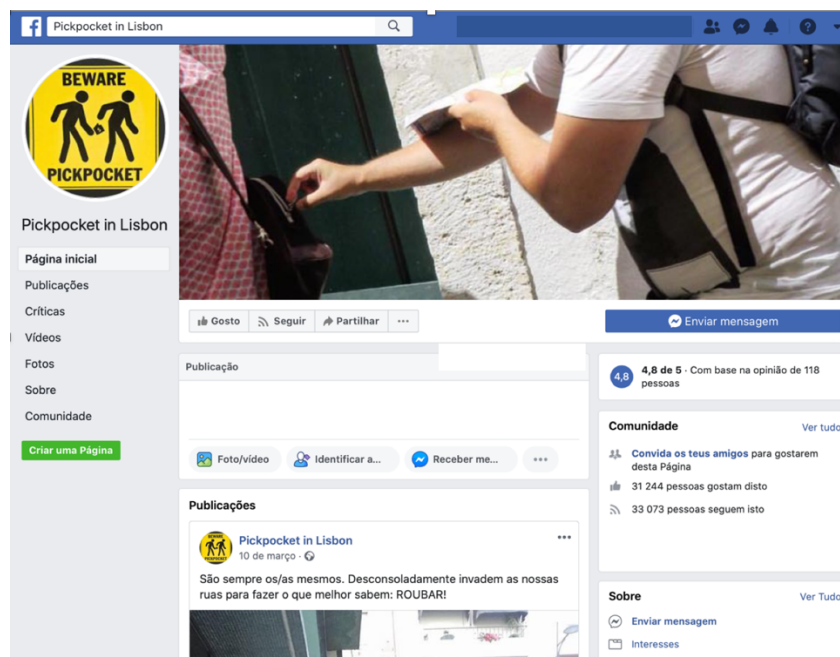 Pickpocket in Lisbon
BEWARE
PICKPOCKET
Pickpocket in Lisbon
Página inicial
Publicações
Críticas
Vídeos
Fotos
Sobre
Comunidade
Criar uma Página
Gosto
Seguir
Partilhar
Enviar mensagem
Publicação
Foto/vídeo
Identificar a...
Receber me...
Publicações
BEWARE
PICKPOCKET
Pickpocket in Lisbon
10 de março ·
São sempre os/as mesmos. Desconsoladamente invadem as nossas
ruas para fazer o que melhor sabem: ROUBAR!
4,8
4,8 de 5 · Com base na opinião de 118
pessoas
Comunidade
Ver tudo
Convida os teus amigos para gostarem
desta Página
31 244 pessoas gostam disto
33 073 pessoas seguem isto
Sobre
Ver Tudo
Enviar mensagem
Interesses